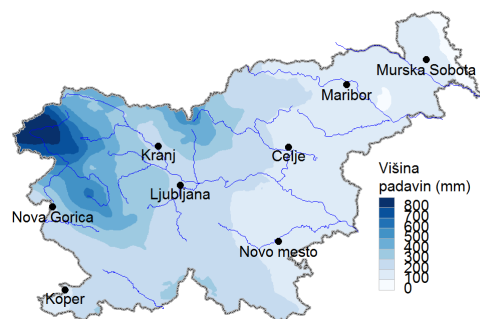 Murska Sobota
Maribor
Kranj
Celje
Ljubljana
Nova Gorica
Novo mesto
Koper
Višina
padavin (mm)
800
700
600
500
400
300
200
100
0